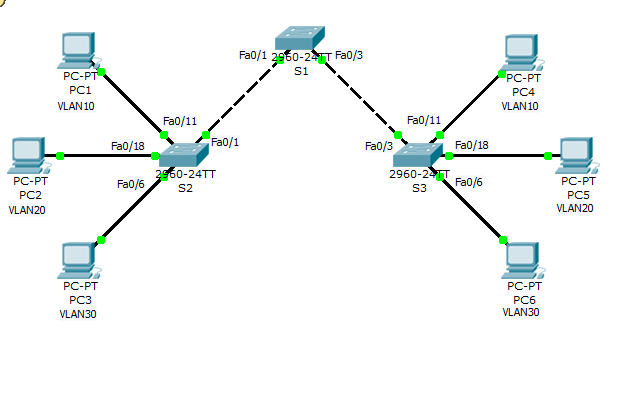 Fa0/1
Fa0/3
2960-24TT
S1
PC-PT
PC1
VLAN10
PC-PT
PC4
VLAN10
Fa0/11
Fa0/11
Fa0/18
Fa0/1
Fa0/3
Fa0/18
2960-24TT
S2
2960-24TT
S3
PC-PT
PC2
VLAN20
PC-PT
PC5
VLAN20
Fa0/6
Fa0/6
PC-PT
PC3
VLAN30
PC-PT
PC6
VLAN30